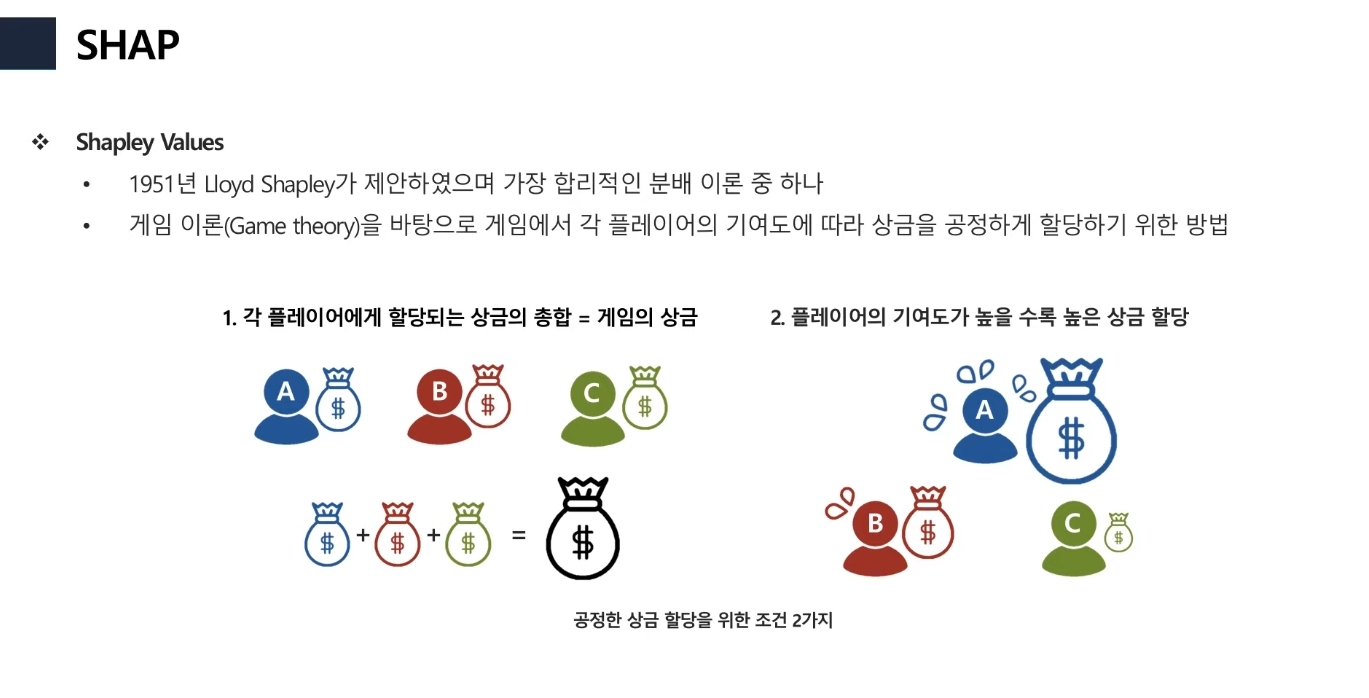 SHAP
❖ Shapley Values
• 1951년 Lloyd Shapley가 제안하였으며 가장 합리적인 분배 이론 중 하나
• 게임 이론(Game theory)을 바탕으로 게임에서 각 플레이어의 기여도에 따라 상금을 공정하게 할당하기 위한 방법
1. 각 플레이어에게 할당되는 상금의 총합 = 게임의 상금
A $ B $ C $
$ + $ + $ = $
2. 플레이어의 기여도가 높을 수록 높은 상금 할당
A $
B $ C $
공정한 상금 할당을 위한 조건 2가지